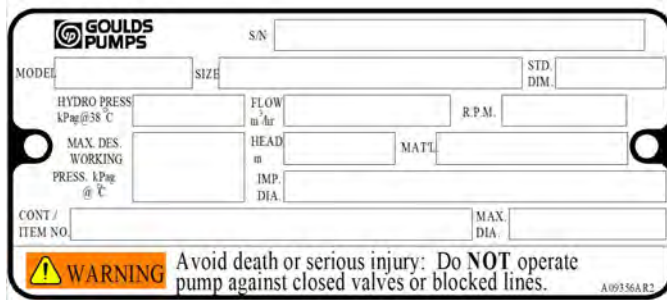 GOULDS
PUMPS
S/N
MODEL
SIZE
STD.
DIM.
HYDRO PRESS
kPag@38 °C
FLOW
m³/hr
R.P.M.
MAX. DES.
WORKING
PRESS. kPag
@ °C
HEAD
m
MAT'L
IMP.
DIA.
CONT /
ITEM NO.
MAX.
DIA.
WARNING
Avoid death or serious injury: Do NOT operate
pump against closed valves or blocked lines.
A09356AR2